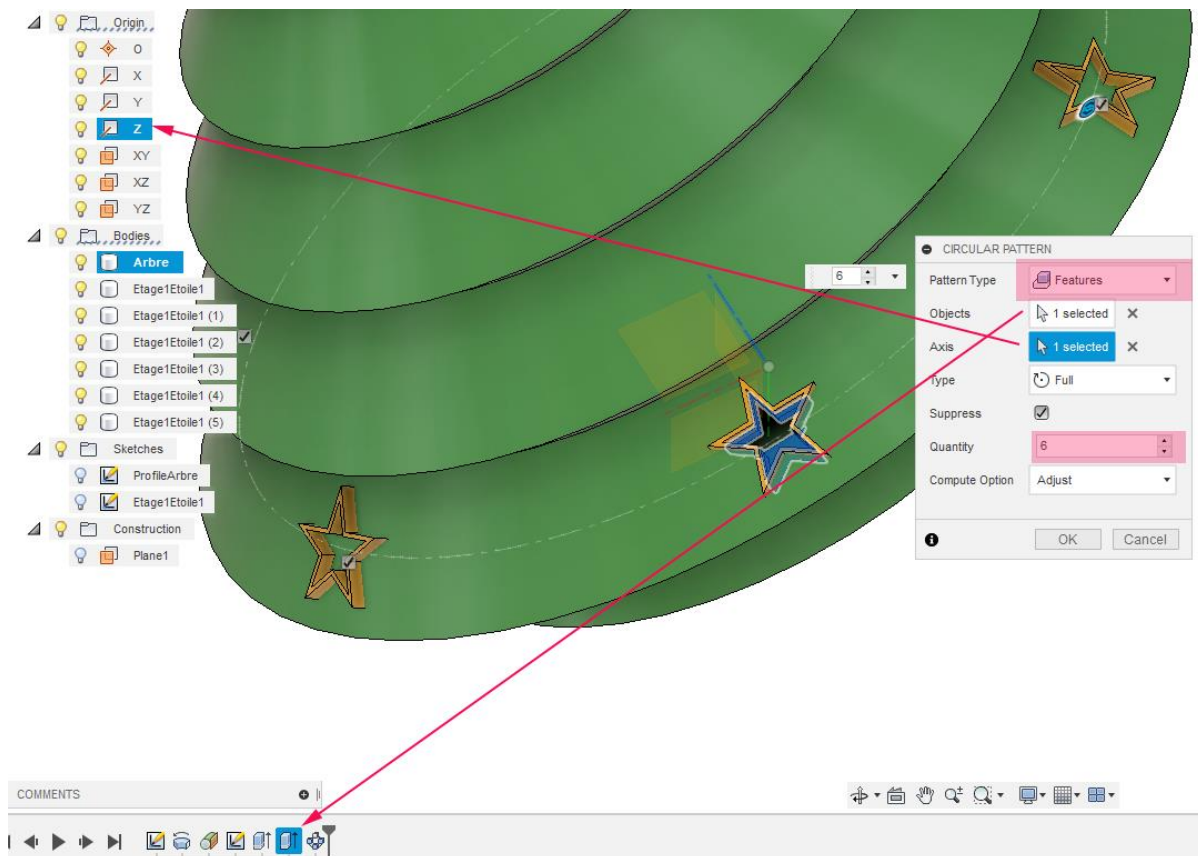 Origin
O
X
Y
Z
XY
XZ
YZ
Bodies
Arbre
Etage1Etoile1
Etage1Etoile1 (1)
Etage1Etoile1 (2)
Etage1Etoile1 (3)
Etage1Etoile1 (4)
Etage1Etoile1 (5)
Sketches
ProfileArbre
Etage1Etoile1
Construction
Plane1
6
CIRCULAR PATTERN
Pattern Type Features
Objects 1 selected
Axis 1 selected
Type Full
Suppress
Quantity 6
Compute Option Adjust
OK Cancel
COMMENTS